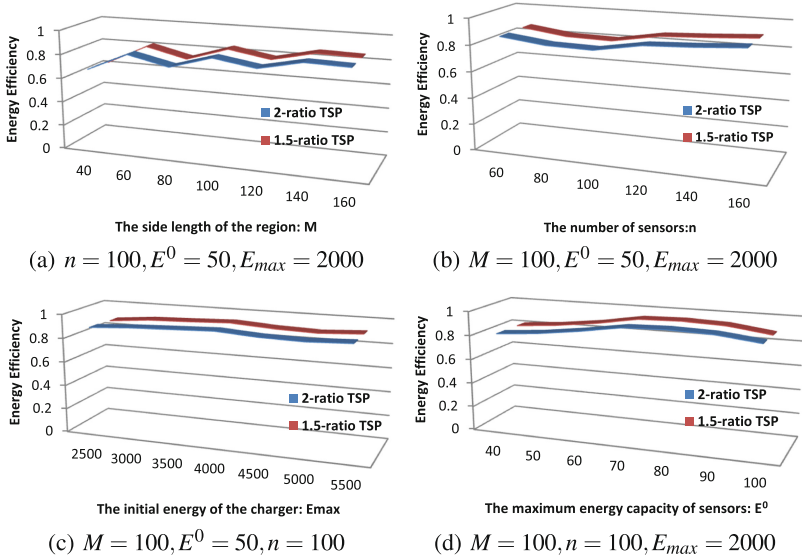 Energy Efficiency
1
0.8
0.6
0.4
0.2
0
40 60 80 100 120 140 160
2-ratio TSP
1.5-ratio TSP
The side length of the region: M
(a) n = 100, E⁰ = 50, E_max = 2000
Energy Efficiency
1
0.8
0.6
0.4
0.2
0
60 80 100 120 140 160
2-ratio TSP
1.5-ratio TSP
The number of sensors:n
(b) M = 100, E⁰ = 50, E_max = 2000
Energy Efficiency
1
0.8
0.6
0.4
0.2
0
2500 3000 3500 4000 4500 5000 5500
2-ratio TSP
1.5-ratio TSP
The initial energy of the charger: Emax
(c) M = 100, E⁰ = 50, n = 100
Energy Efficiency
1
0.8
0.6
0.4
0.2
0
40 50 60 70 80 90 100
2-ratio TSP
1.5-ratio TSP
The maximum energy capacity of sensors: E⁰
(d) M = 100, n = 100, E_max = 2000